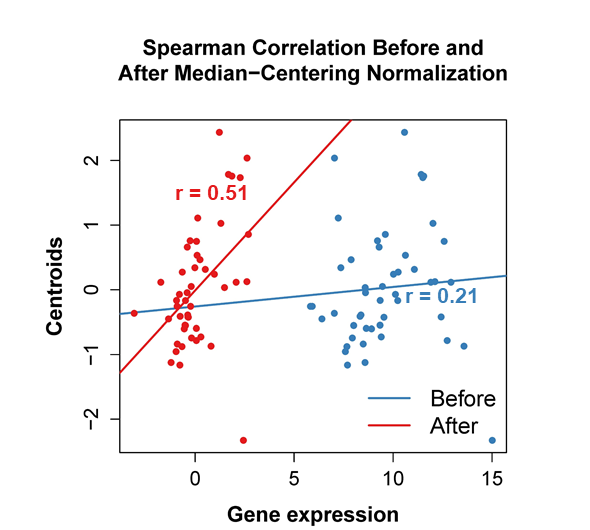 Spearman Correlation Before and
After Median−Centering Normalization
r = 0.51
r = 0.21
Centroids
2
1
0
−1
−2
Before
After
0
5
10
15
Gene expression